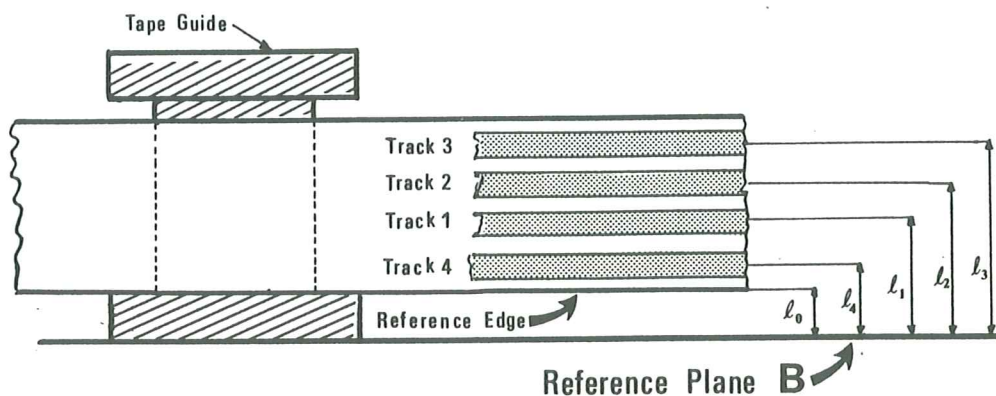 Tape Guide
Track 3
Track 2
Track 1
Track 4
Reference Edge
ℓ0
ℓ4
ℓ1
ℓ2
ℓ3
Reference Plane B